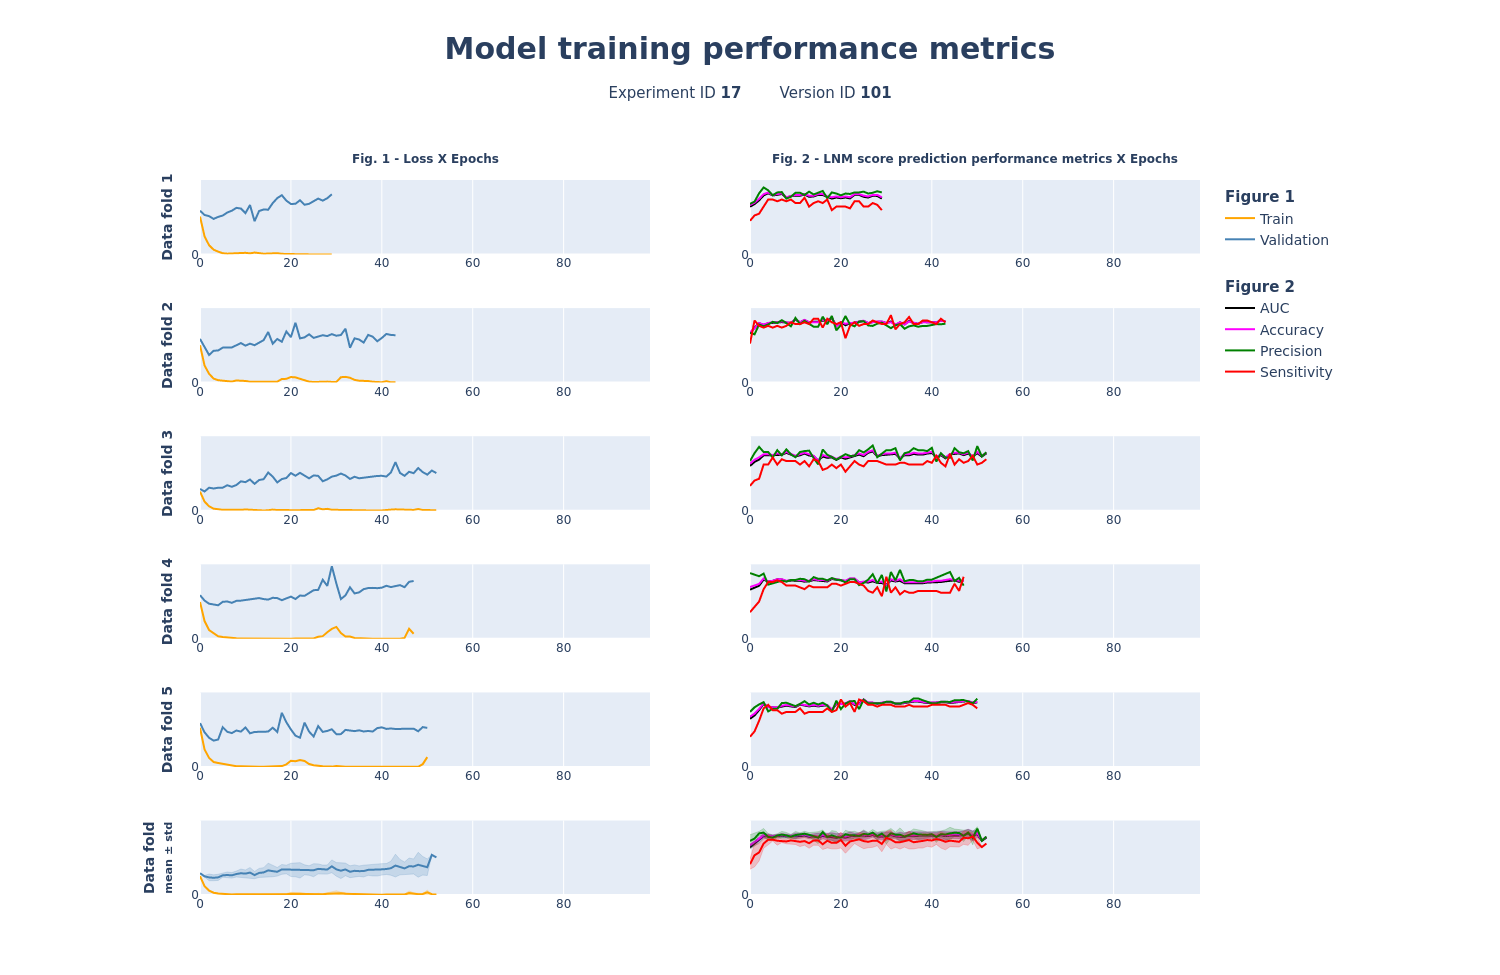 Model training performance metrics
Experiment ID 17 Version ID 101
Fig. 1 - Loss X Epochs
Fig. 2 - LNM score prediction performance metrics X Epochs
Data fold 1
0
0 20 40 60 80
0
0 20 40 60 80
Figure 1
Train
Validation
Figure 2
AUC
Accuracy
Precision
Sensitivity
Data fold 2
0
0 20 40 60 80
0
0 20 40 60 80
Data fold 3
0
0 20 40 60 80
0
0 20 40 60 80
Data fold 4
0
0 20 40 60 80
0
0 20 40 60 80
Data fold 5
0
0 20 40 60 80
0
0 20 40 60 80
Data fold
mean ± std
0
0 20 40 60 80
0
0 20 40 60 80